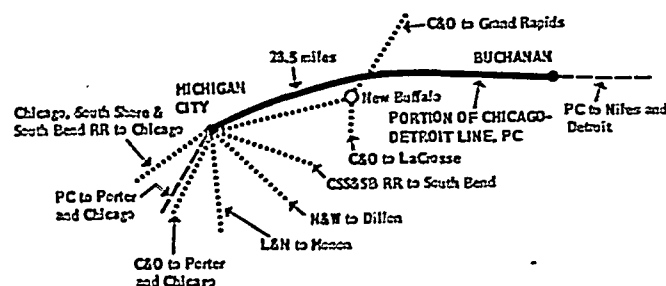 C&O to Grand Rapids
23.5 miles
BUCHANAN
MICHIGAN
CITY
New Buffalo
Chicago, South Shore &
South Bend RR to Chicago
PORTION OF CHICAGO-
DETROIT LINE, PC
PC to Niles and
Detroit
C&O to LaCrosse
CSS&SB RR to South Bend
PC to Porter
and Chicago
N&W to Dillon
L&N to Monon
C&O to Porter
and Chicago